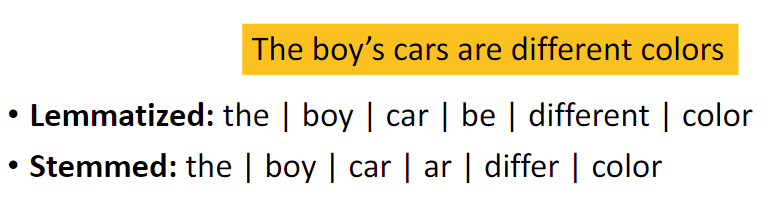 The boy’s cars are different colors
• Lemmatized: the | boy | car | be | different | color
• Stemmed: the | boy | car | ar | differ | color